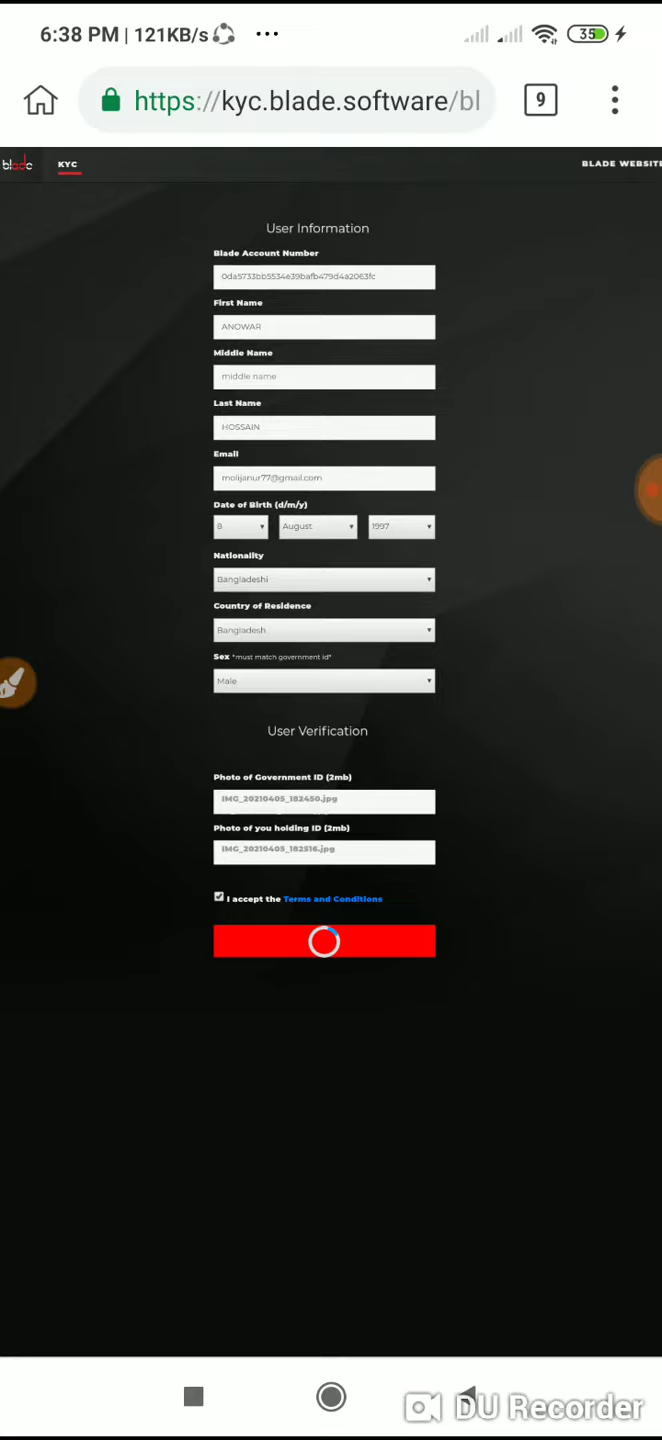 6:38 PM | 121KB/s ...
35
https://kyc.blade.software/bl
9
blade KYC BLADE WEBSITE
User Information
Blade Account Number
0da5733bb5534e39bafb479d4a2063fc
First Name
ANOWAR
Middle Name
middle name
Last Name
HOSSAIN
Email
molijanur77@gmail.com
Date of Birth (d/m/y)
8 August 1997
Nationality
Bangladeshi
Country of Residence
Bangladesh
Sex *must match government id*
Male
User Verification
Photo of Government ID (2mb)
IMG_20210405_182450.jpg
Photo of you holding ID (2mb)
IMG_20210405_182516.jpg
I accept the Terms and Conditions
DU Recorder